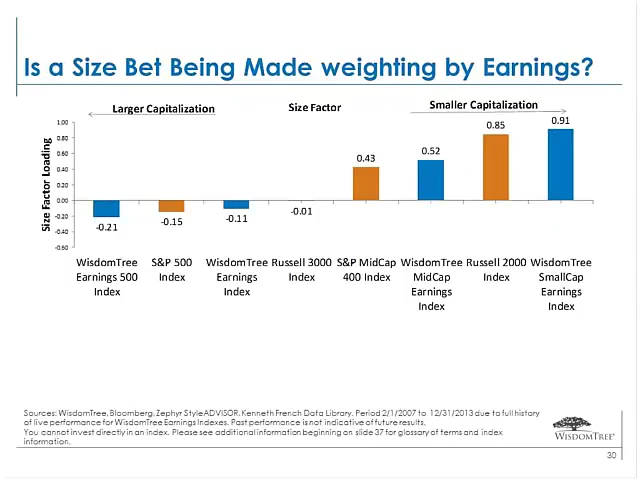 Is a Size Bet Being Made weighting by Earnings?
Larger Capitalization
Size Factor
Smaller Capitalization
Size Factor Loading
1.00
0.80
0.60
0.40
0.20
0.00
-0.20
-0.40
-0.60
-0.21
-0.15
-0.11
-0.01
0.43
0.52
0.85
0.91
WisdomTree
Earnings 500
Index
S&P 500
Index
WisdomTree
Earnings
Index
Russell 3000
Index
S&P MidCap
400 Index
WisdomTree
MidCap
Earnings
Index
Russell 2000
Index
WisdomTree
SmallCap
Earnings
Index
Sources: WisdomTree, Bloomberg, Zephyr StyleADVISOR, Kenneth French Data Library. Period 2/1/2007 to 12/31/2013 due to full history
of live performance for WisdomTree Earnings Indexes. Past performance is not indicative of future results.
You cannot invest directly in an index. Please see additional information beginning on slide 37 for glossary of terms and index
information.
WISDOMTREE®
30